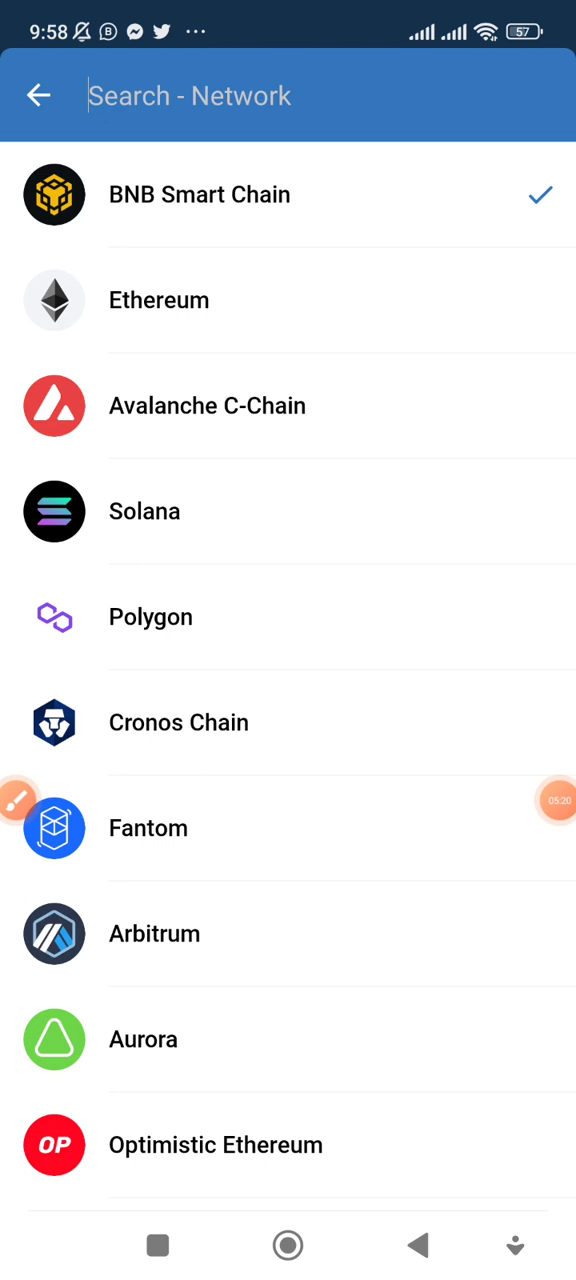 9:58
57
Search - Network
BNB Smart Chain
Ethereum
Avalanche C-Chain
Solana
Polygon
Cronos Chain
Fantom
05:20
Arbitrum
Aurora
OP
Optimistic Ethereum